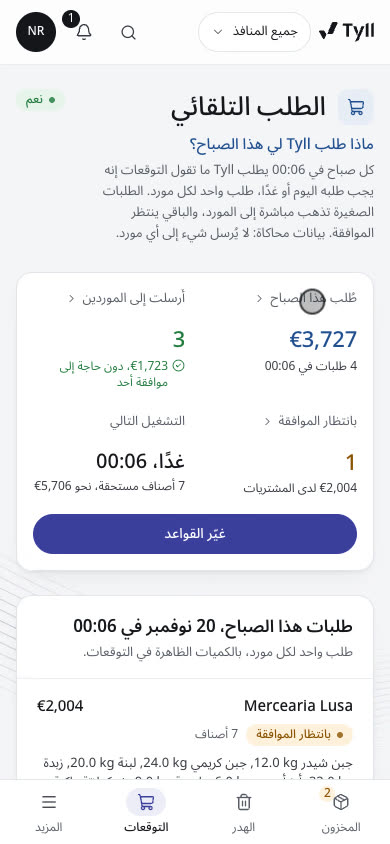 Tyll
جميع المنافذ
1
NR
الطلب التلقائي
نعم
ماذا طلب Tyll لي هذا الصباح؟
كل صباح في 00:06 يطلب Tyll ما تقول التوقعات إنه
يجب طلبه اليوم أو غدًا، طلب واحد لكل مورد. الطلبات
الصغيرة تذهب مباشرة إلى المورد، والباقي ينتظر
الموافقة. بيانات محاكاة: لا يُرسل شيء إلى أي مورد.
طُلب هذا الصباح
€3,727
4 طلبات في 00:06
أرسلت إلى الموردين
3
€1,723، دون حاجة إلى
موافقة أحد
بانتظار الموافقة
1
€2,004 لدى المشتريات
التشغيل التالي
غدًا، 00:06
7 أصناف مستحقة، نحو €5,706
غيّر القواعد
طلبات هذا الصباح، 20 نوفمبر في 00:06
طلب واحد لكل مورد، بالكميات الظاهرة في التوقعات.
Mercearia Lusa
€2,004
بانتظار الموافقة
7 أصناف
جبن شيدر 12.0 kg, جبن كريمي 24.0 kg, لبنة 20.0 kg, زبدة
المخزون
2
الهدر
التوقعات
المزيد